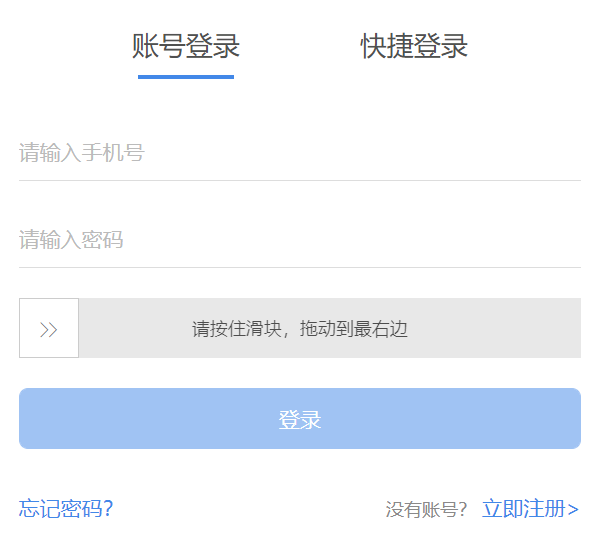 账号登录 快捷登录
请输入手机号
请输入密码
>> 请按住滑块，拖动到最右边
登录
忘记密码? 没有账号? 立即注册>